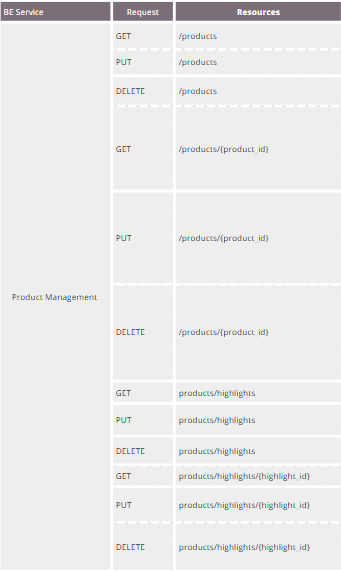 BE Service Request Resources
GET /products
PUT /products
DELETE /products
GET /products/{product_id}
PUT /products/{product_id}
Product Management
DELETE /products/{product_id}
GET products/highlights
PUT products/highlights
DELETE products/highlights
GET products/highlights/{highlight_id}
PUT products/highlights/{highlight_id}
DELETE products/highlights/{highlight_id}